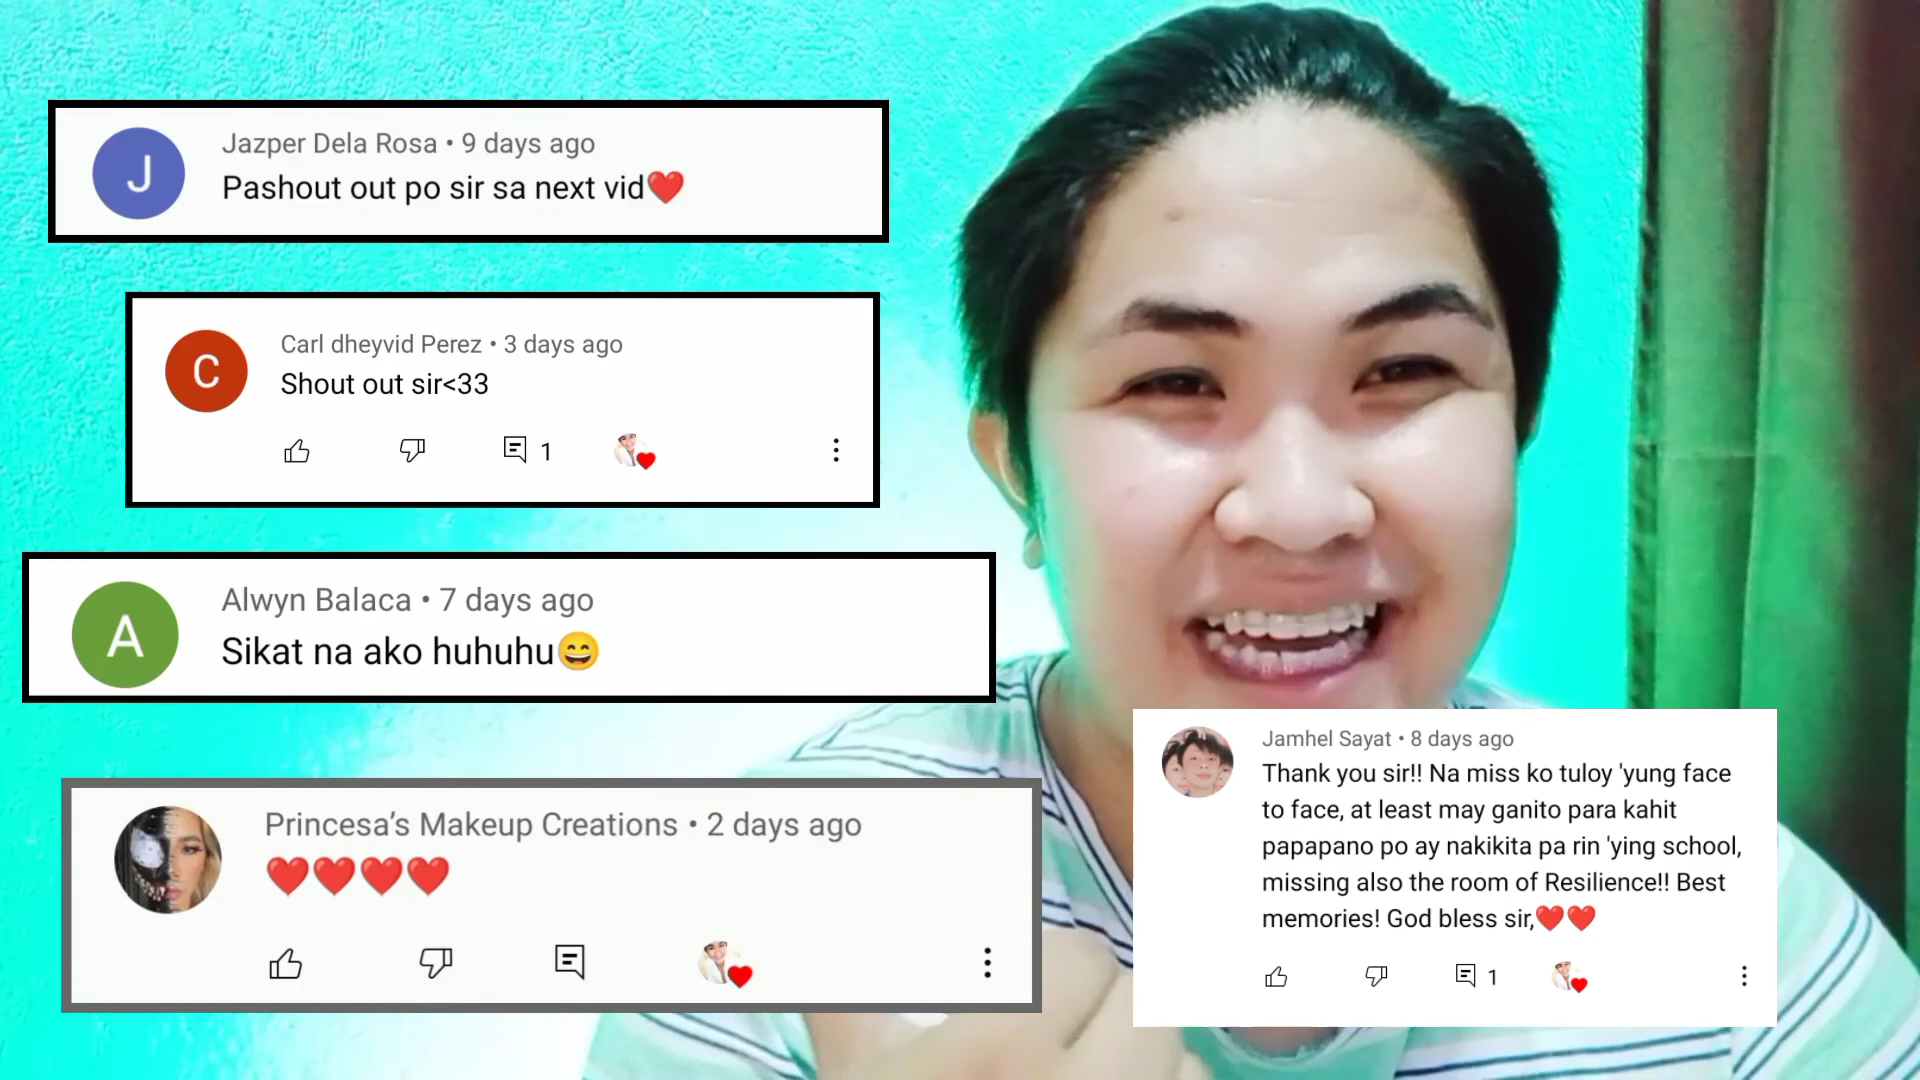 J
Jazper Dela Rosa • 9 days ago
Pashout out po sir sa next vid❤️
C
Carl dheyvid Perez • 3 days ago
Shout out sir<33
1
A
Alwyn Balaca • 7 days ago
Sikat na ako huhuhu😄
Princesa’s Makeup Creations • 2 days ago
❤️❤️❤️❤️
Jamhel Sayat • 8 days ago
Thank you sir!! Na miss ko tuloy 'yung face
to face, at least may ganito para kahit
papapano po ay nakikita pa rin 'ying school,
missing also the room of Resilience!! Best
memories! God bless sir,❤️❤️
1